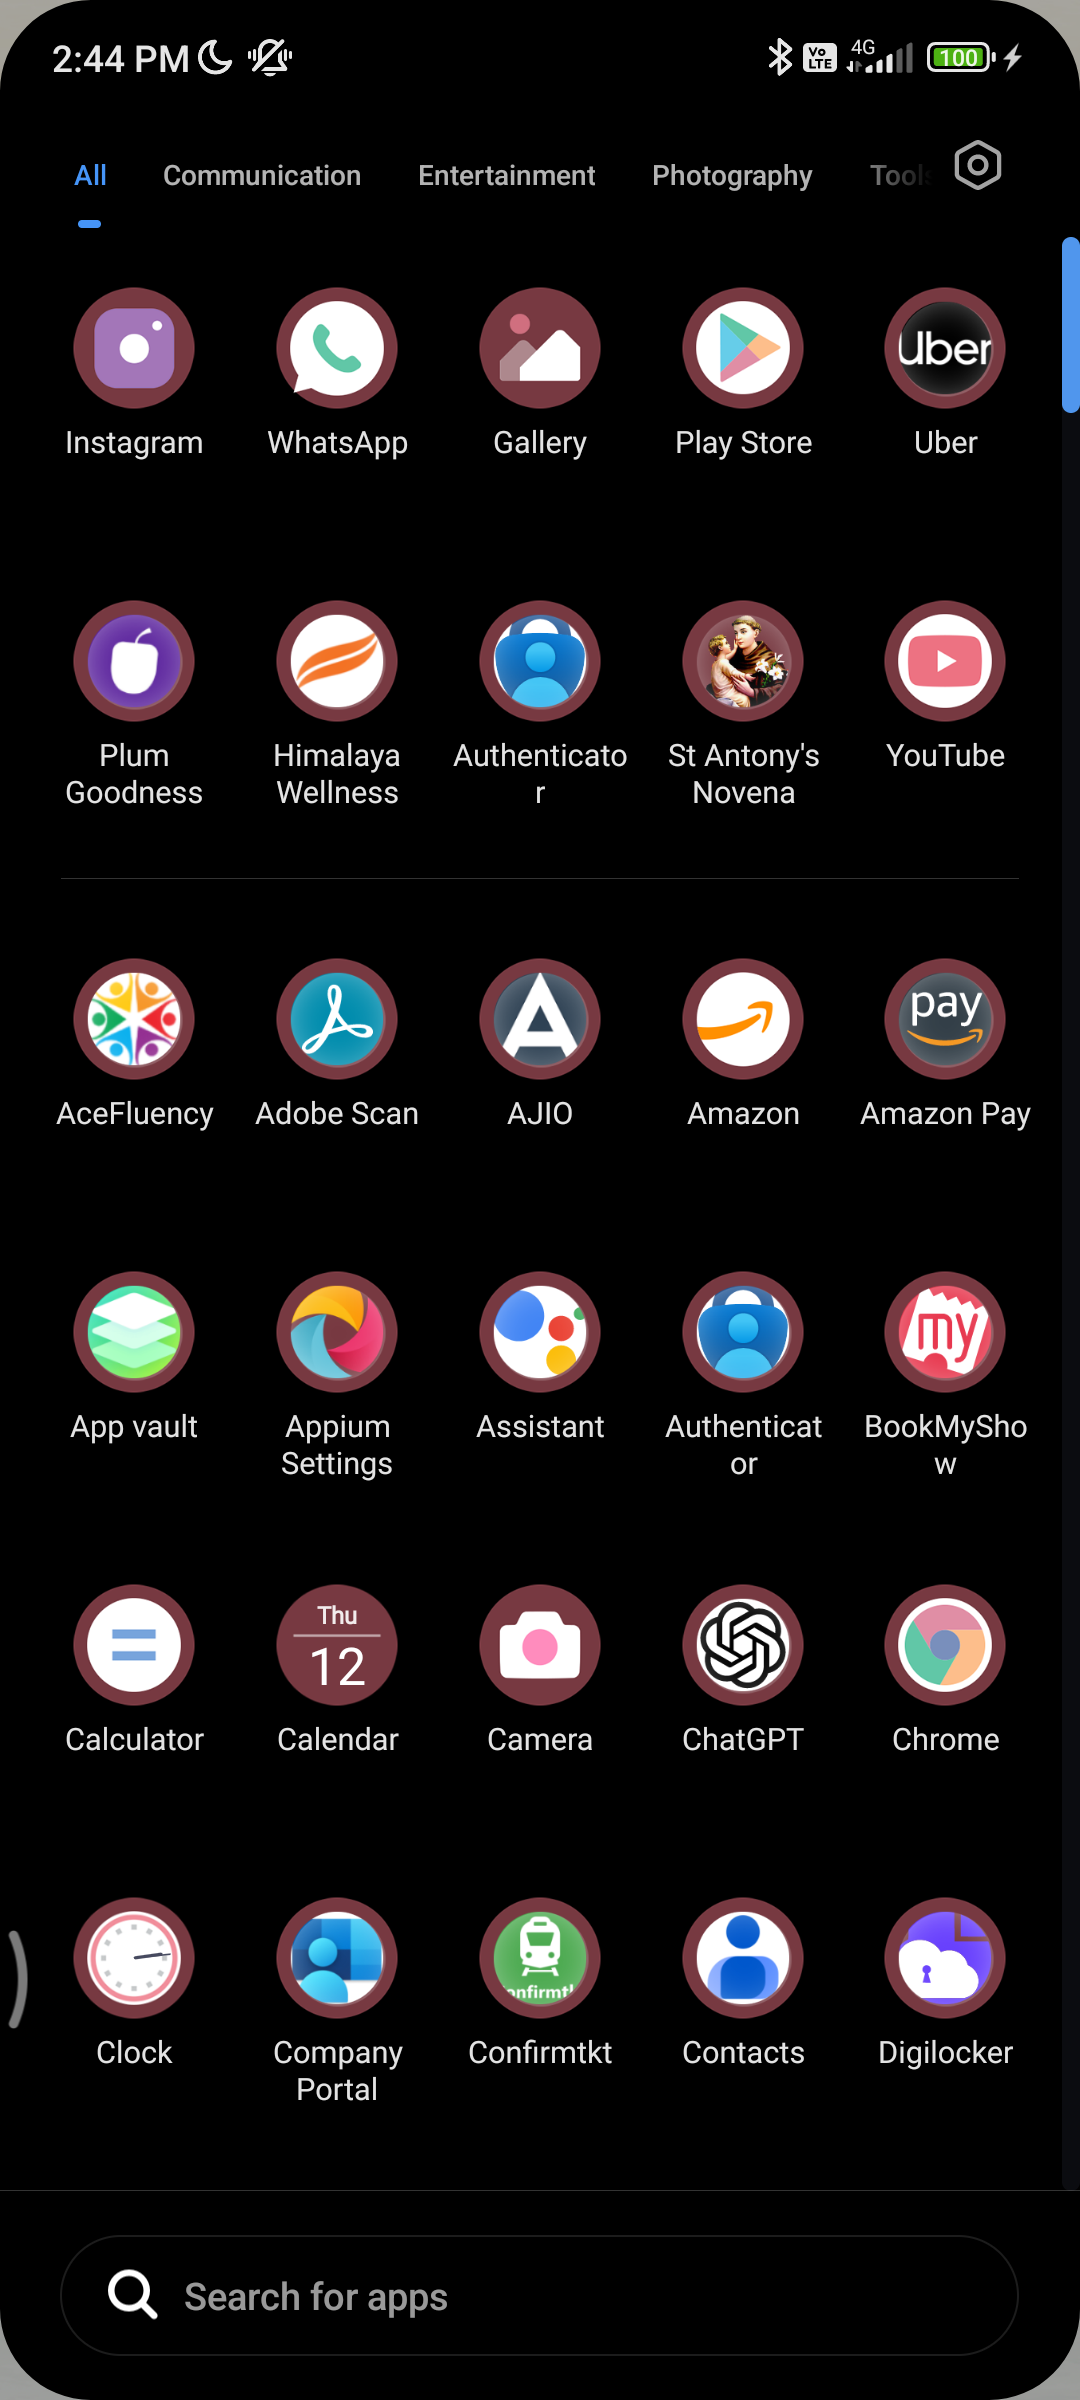 2:44 PM Vo LTE 4G 100
All Communication Entertainment Photography Tools
Uber
Instagram WhatsApp Gallery Play Store Uber
Plum Himalaya Authenticato St Antony's YouTube
Goodness Wellness r Novena
pay
AceFluency Adobe Scan AJIO Amazon Amazon Pay
my
App vault Appium Assistant Authenticat BookMySho
Settings or w
Thu
12
Calculator Calendar Camera ChatGPT Chrome
onfirmt
Clock Company Confirmtkt Contacts Digilocker
Portal
Search for apps